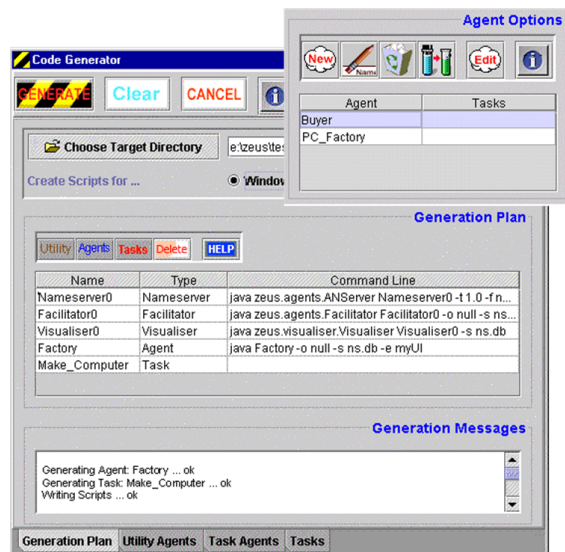 Agent Options
New
Name
Edit
Agent Tasks
Buyer
PC_Factory
Code Generator
GENERATE Clear CANCEL
Choose Target Directory e:\zeus\tes
Create Scripts for ... Window
Generation Plan
Utility Agents Tasks Delete HELP
Name Type Command Line
Nameserver0 Nameserver java zeus.agents.ANServer Nameserver0 -t 1.0 -f n...
Facilitator0 Facilitator java zeus.agents.Facilitator Facilitator0 -o null -s ns...
Visualiser0 Visualiser java zeus.visualiser.Visualiser Visualiser0 -s ns.db
Factory Agent java Factory -o null -s ns.db -e myUI
Make_Computer Task
Generation Messages
Generating Agent: Factory ... ok
Generating Task: Make_Computer ... ok
Writing Scripts ... ok
Generation Plan Utility Agents Task Agents Tasks